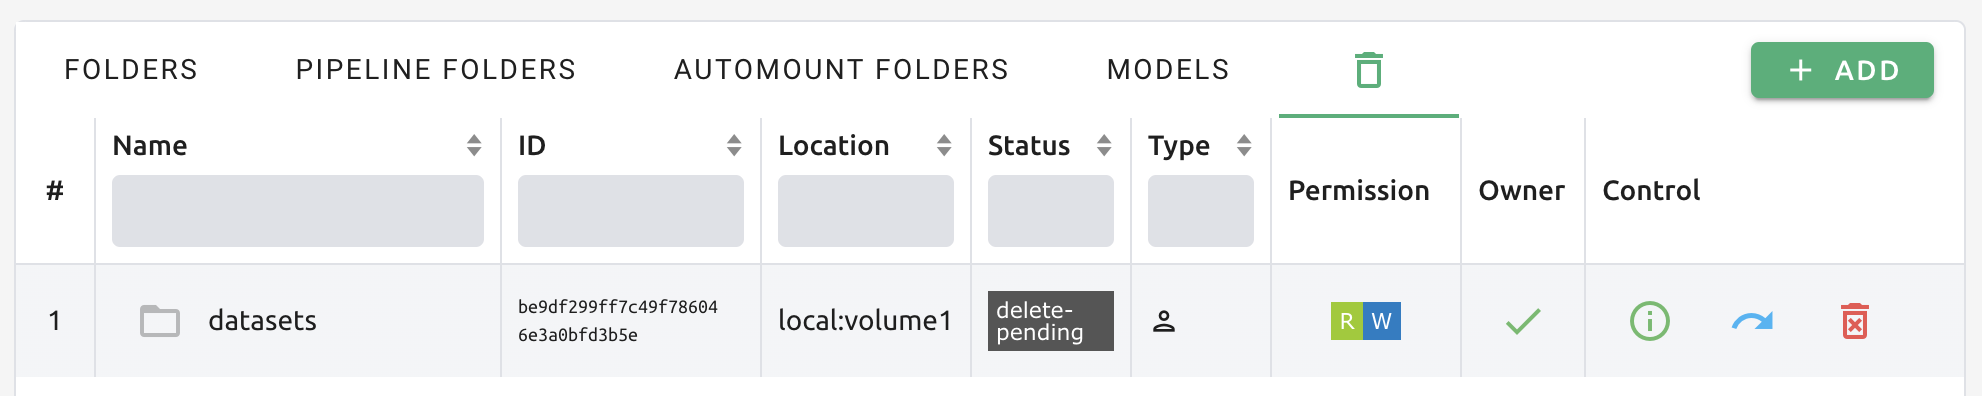 FOLDERS PIPELINE FOLDERS AUTOMOUNT FOLDERS MODELS + ADD
# Name ID Location Status Type Permission Owner Control
1 datasets be9df299ff7c49f78604 local:volume1 delete- R W
6e3a0bfd3b5e pending